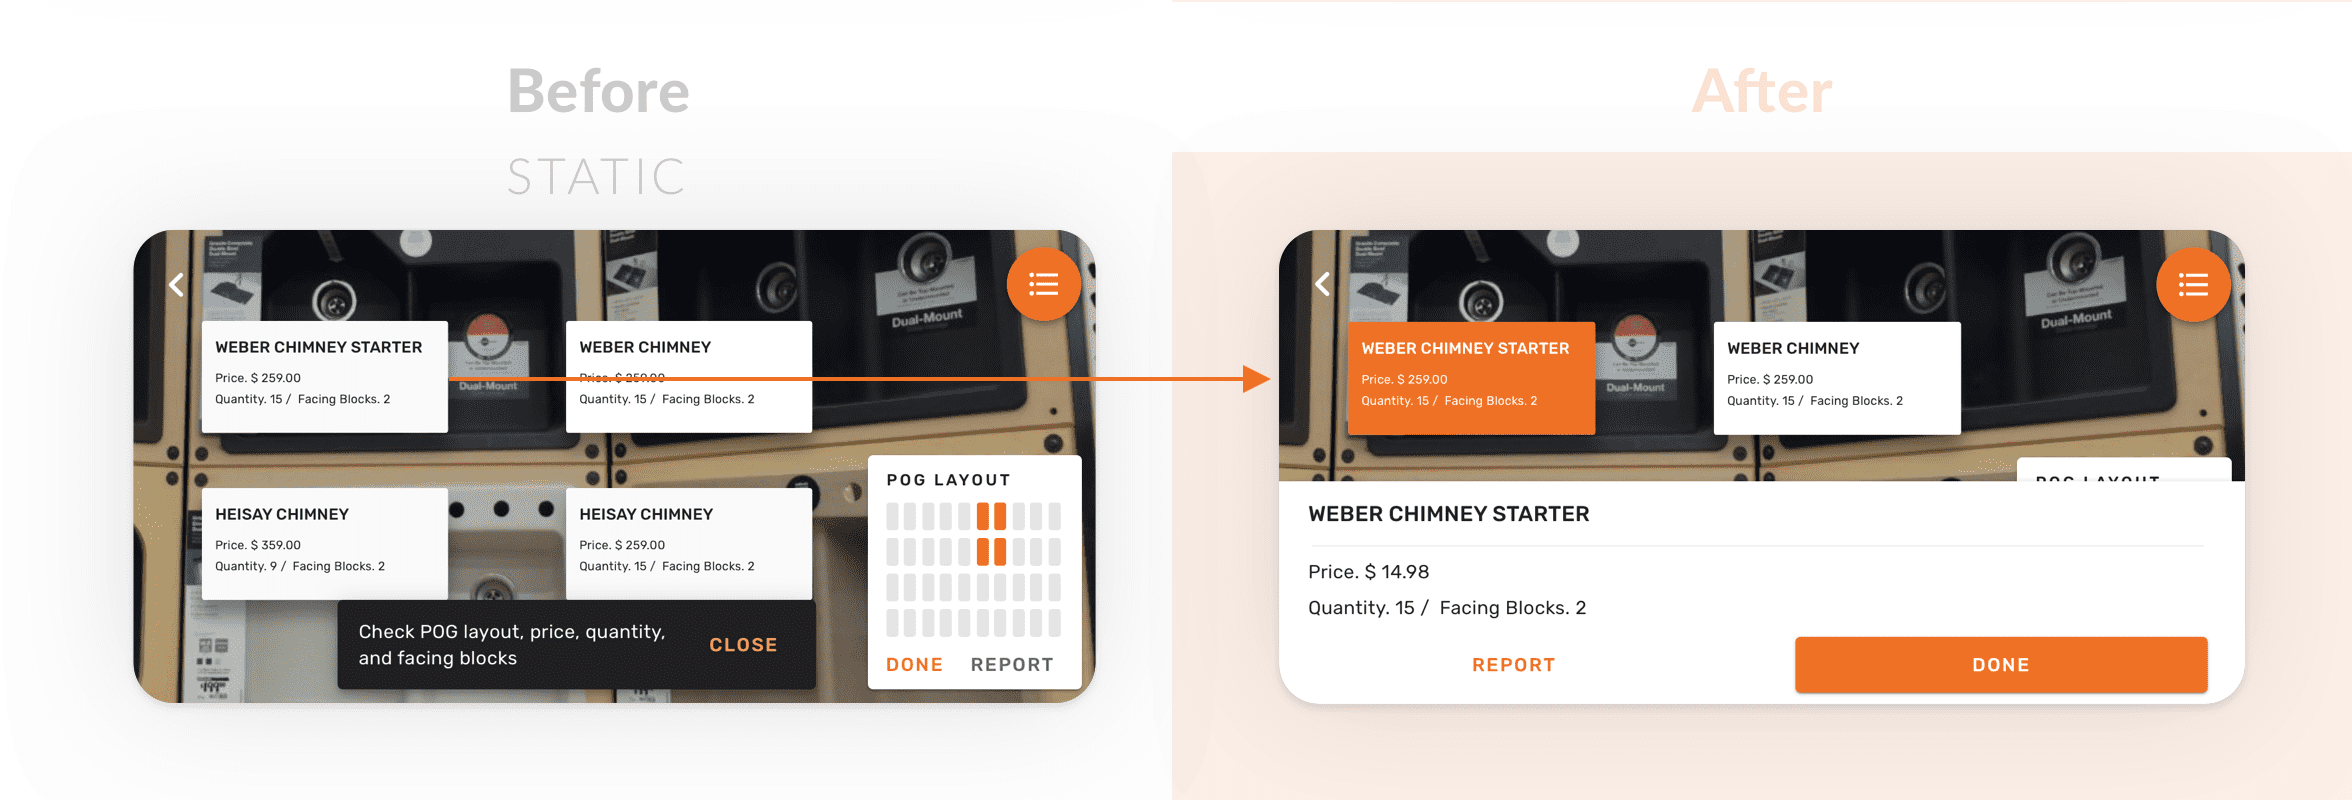 Before
STATIC
After
WEBER CHIMNEY STARTER
Price. $ 259.00
Quantity. 15 / Facing Blocks. 2
WEBER CHIMNEY
Price. $ 259.00
Quantity. 15 / Facing Blocks. 2
Dual-Mount
Dual-Mount
HEISAY CHIMNEY
Price. $ 359.00
Quantity. 9 / Facing Blocks. 2
HEISAY CHIMNEY
Price. $ 259.00
Quantity. 15 / Facing Blocks. 2
Check POG layout, price, quantity,
and facing blocks
CLOSE
POG LAYOUT
DONE REPORT
WEBER CHIMNEY STARTER
Price. $ 259.00
Quantity. 15 / Facing Blocks. 2
WEBER CHIMNEY
Price. $ 259.00
Quantity. 15 / Facing Blocks. 2
Dual-Mount
Dual-Mount
POG LAYOUT
WEBER CHIMNEY STARTER
Price. $ 14.98
Quantity. 15 / Facing Blocks. 2
REPORT
DONE